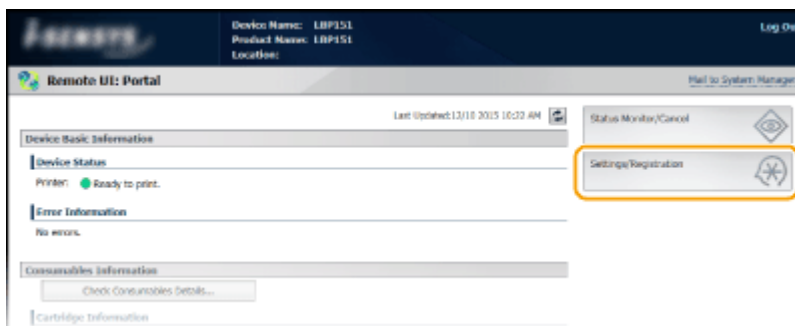 Device Name: LBP151
Product Name: LBP151
Location:
Log Ou
Remote UI: Portal
Mail to System Manager
Last Updated:12/10 2015 10:22 AM
Device Basic Information
Device Status
Printer: Ready to print.
Error Information
No errors.
Consumables Information
Check Consumables Details...
Cartridge Information
Status Monitor/Cancel
Settings/Registration